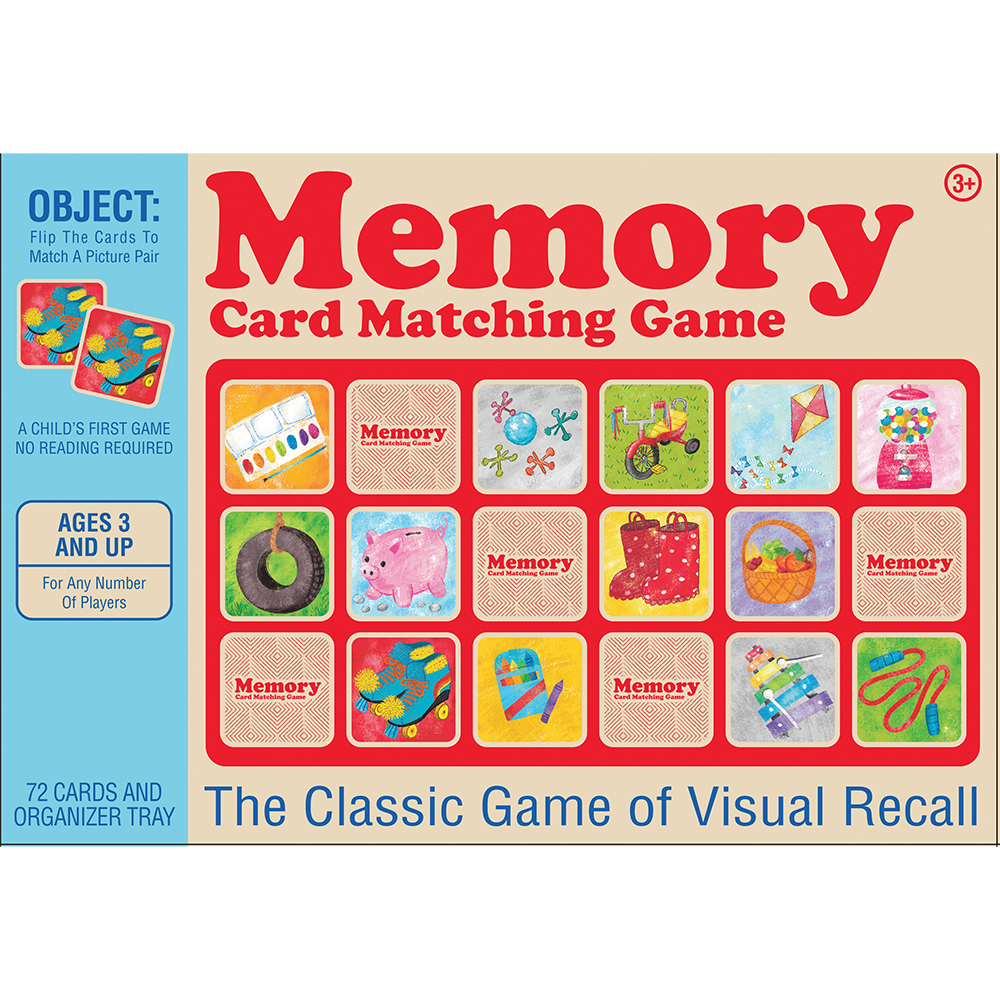 OBJECT:
Flip The Cards To
Match A Picture Pair
A CHILD'S FIRST GAME
NO READING REQUIRED
AGES 3
AND UP
For Any Number
Of Players
72 CARDS AND
ORGANIZER TRAY
Memory
Card Matching Game
3+
Memory
Card Matching Game
Memory
Card Matching Game
Memory
Card Matching Game
Memory
Card Matching Game
Memory
Card Matching Game
The Classic Game of Visual Recall